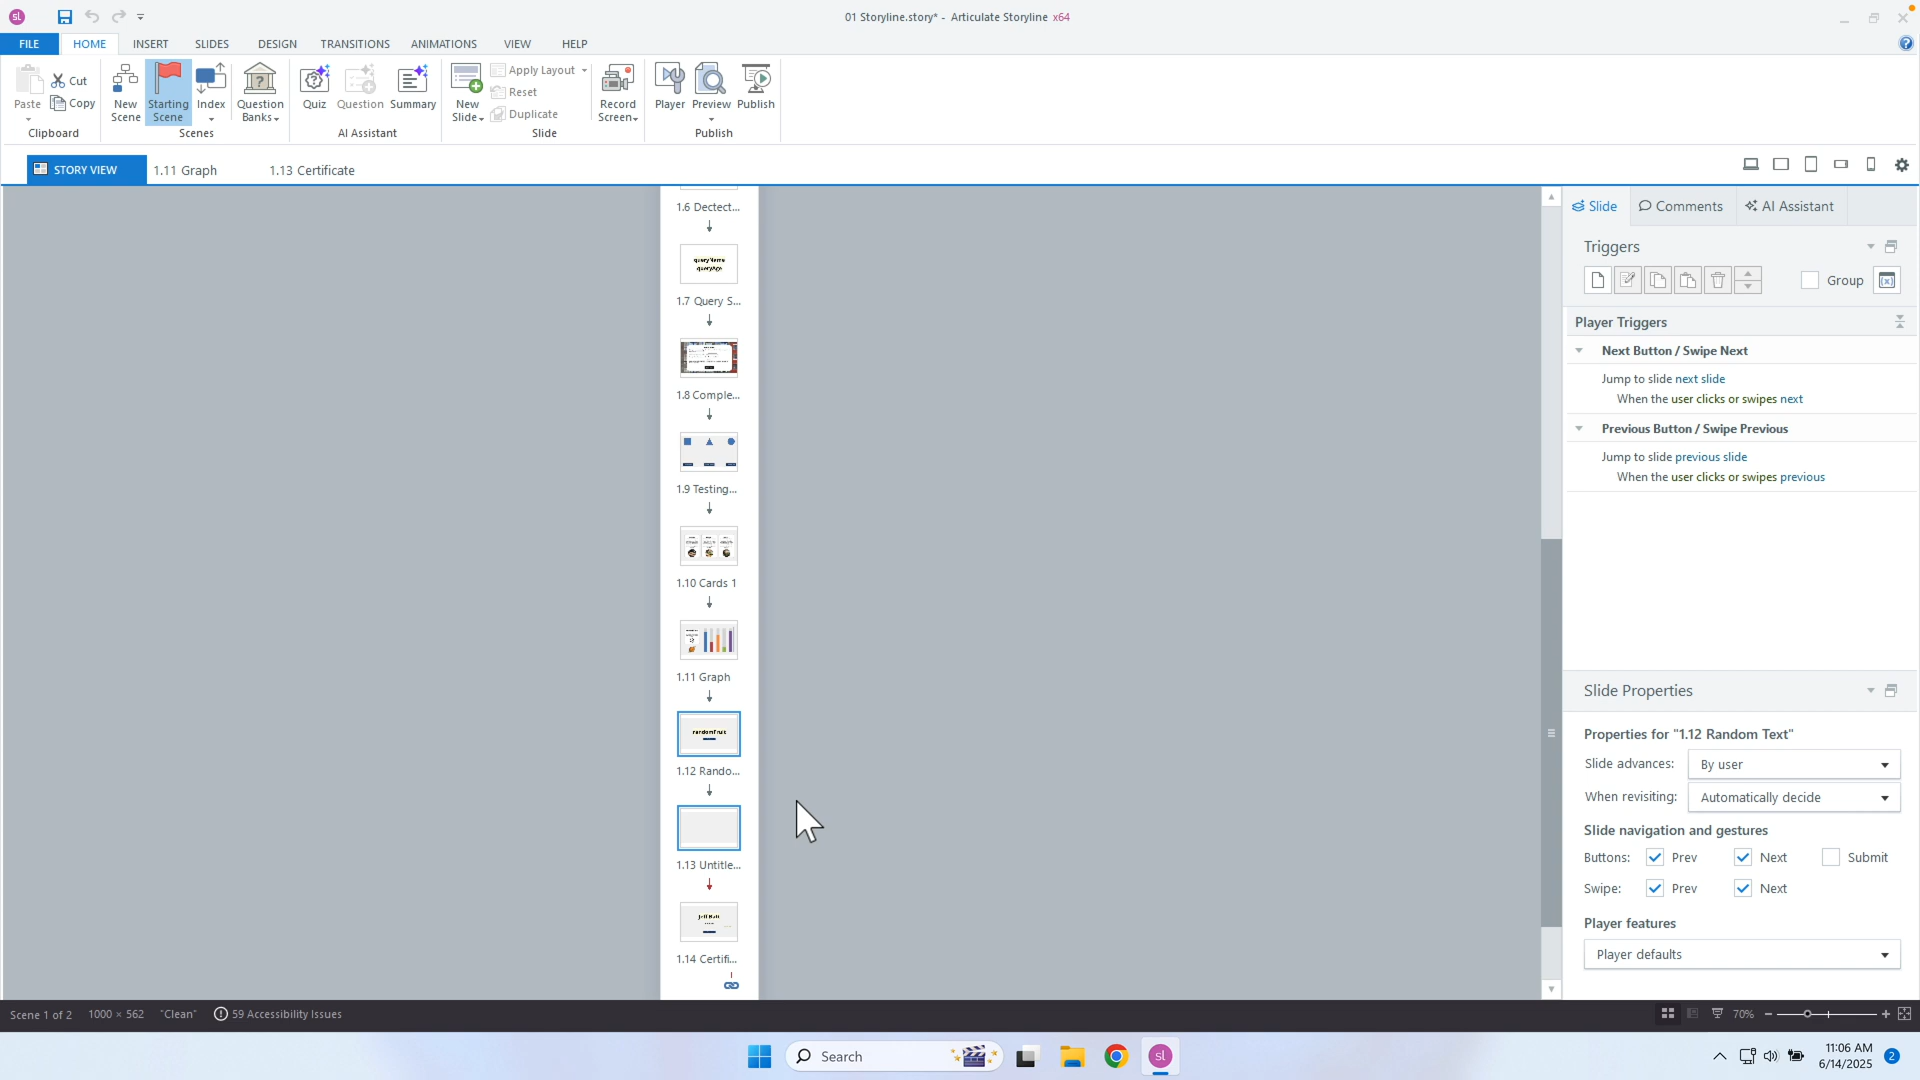 sl
01 Storyline.story* - Articulate Storyline x64
FILE HOME INSERT SLIDES DESIGN TRANSITIONS ANIMATIONS VIEW HELP
Paste
Cut
Copy
Clipboard
New Scene
Starting Scene
Index
Question Banks
Scenes
Quiz
Question
Summary
AI Assistant
New Slide
Apply Layout
Reset
Duplicate
Slide
Record Screen
Player
Preview
Publish
Publish
STORY VIEW
1.11 Graph
1.13 Certificate
1.6 Dectect...
queryName
queryAge
1.7 Query S...
1.8 Comple...
1.9 Testing...
1.10 Cards 1
1.11 Graph
randomFruit
1.12 Rando...
1.13 Untitle...
1.14 Certifi...
Slide
Comments
AI Assistant
Triggers
Group
Player Triggers
Next Button / Swipe Next
Jump to slide next slide
When the user clicks or swipes next
Previous Button / Swipe Previous
Jump to slide previous slide
When the user clicks or swipes previous
Slide Properties
Properties for "1.12 Random Text"
Slide advances: By user
When revisiting: Automatically decide
Slide navigation and gestures
Buttons: Prev Next Submit
Swipe: Prev Next
Player features
Player defaults
Scene 1 of 2 1000 × 562 "Clean" 59 Accessibility Issues
70%
Search
sl
11:06 AM
6/14/2025
2